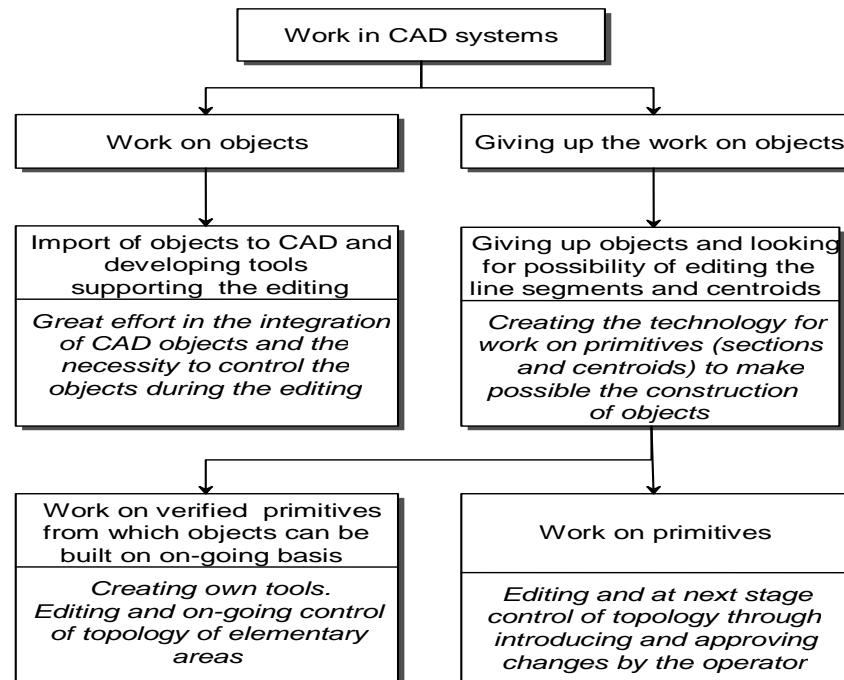 Work in CAD systems
Work on objects
Giving up the work on objects
Import of objects to CAD and
developing tools
supporting the editing
Great effort in the integration
of CAD objects and the
necessity to control the
objects during the editing
Giving up objects and looking
for possibility of editing the
line segments and centroids
Creating the technology for
work on primitives (sections
and centroids) to make
possible the construction
of objects
Work on verified primitives
from which objects can be
built on on-going basis
Creating own tools.
Editing and on-going control
of topology of elementary
areas
Work on primitives
Editing and at next stage
control of topology through
introducing and approving
changes by the operator